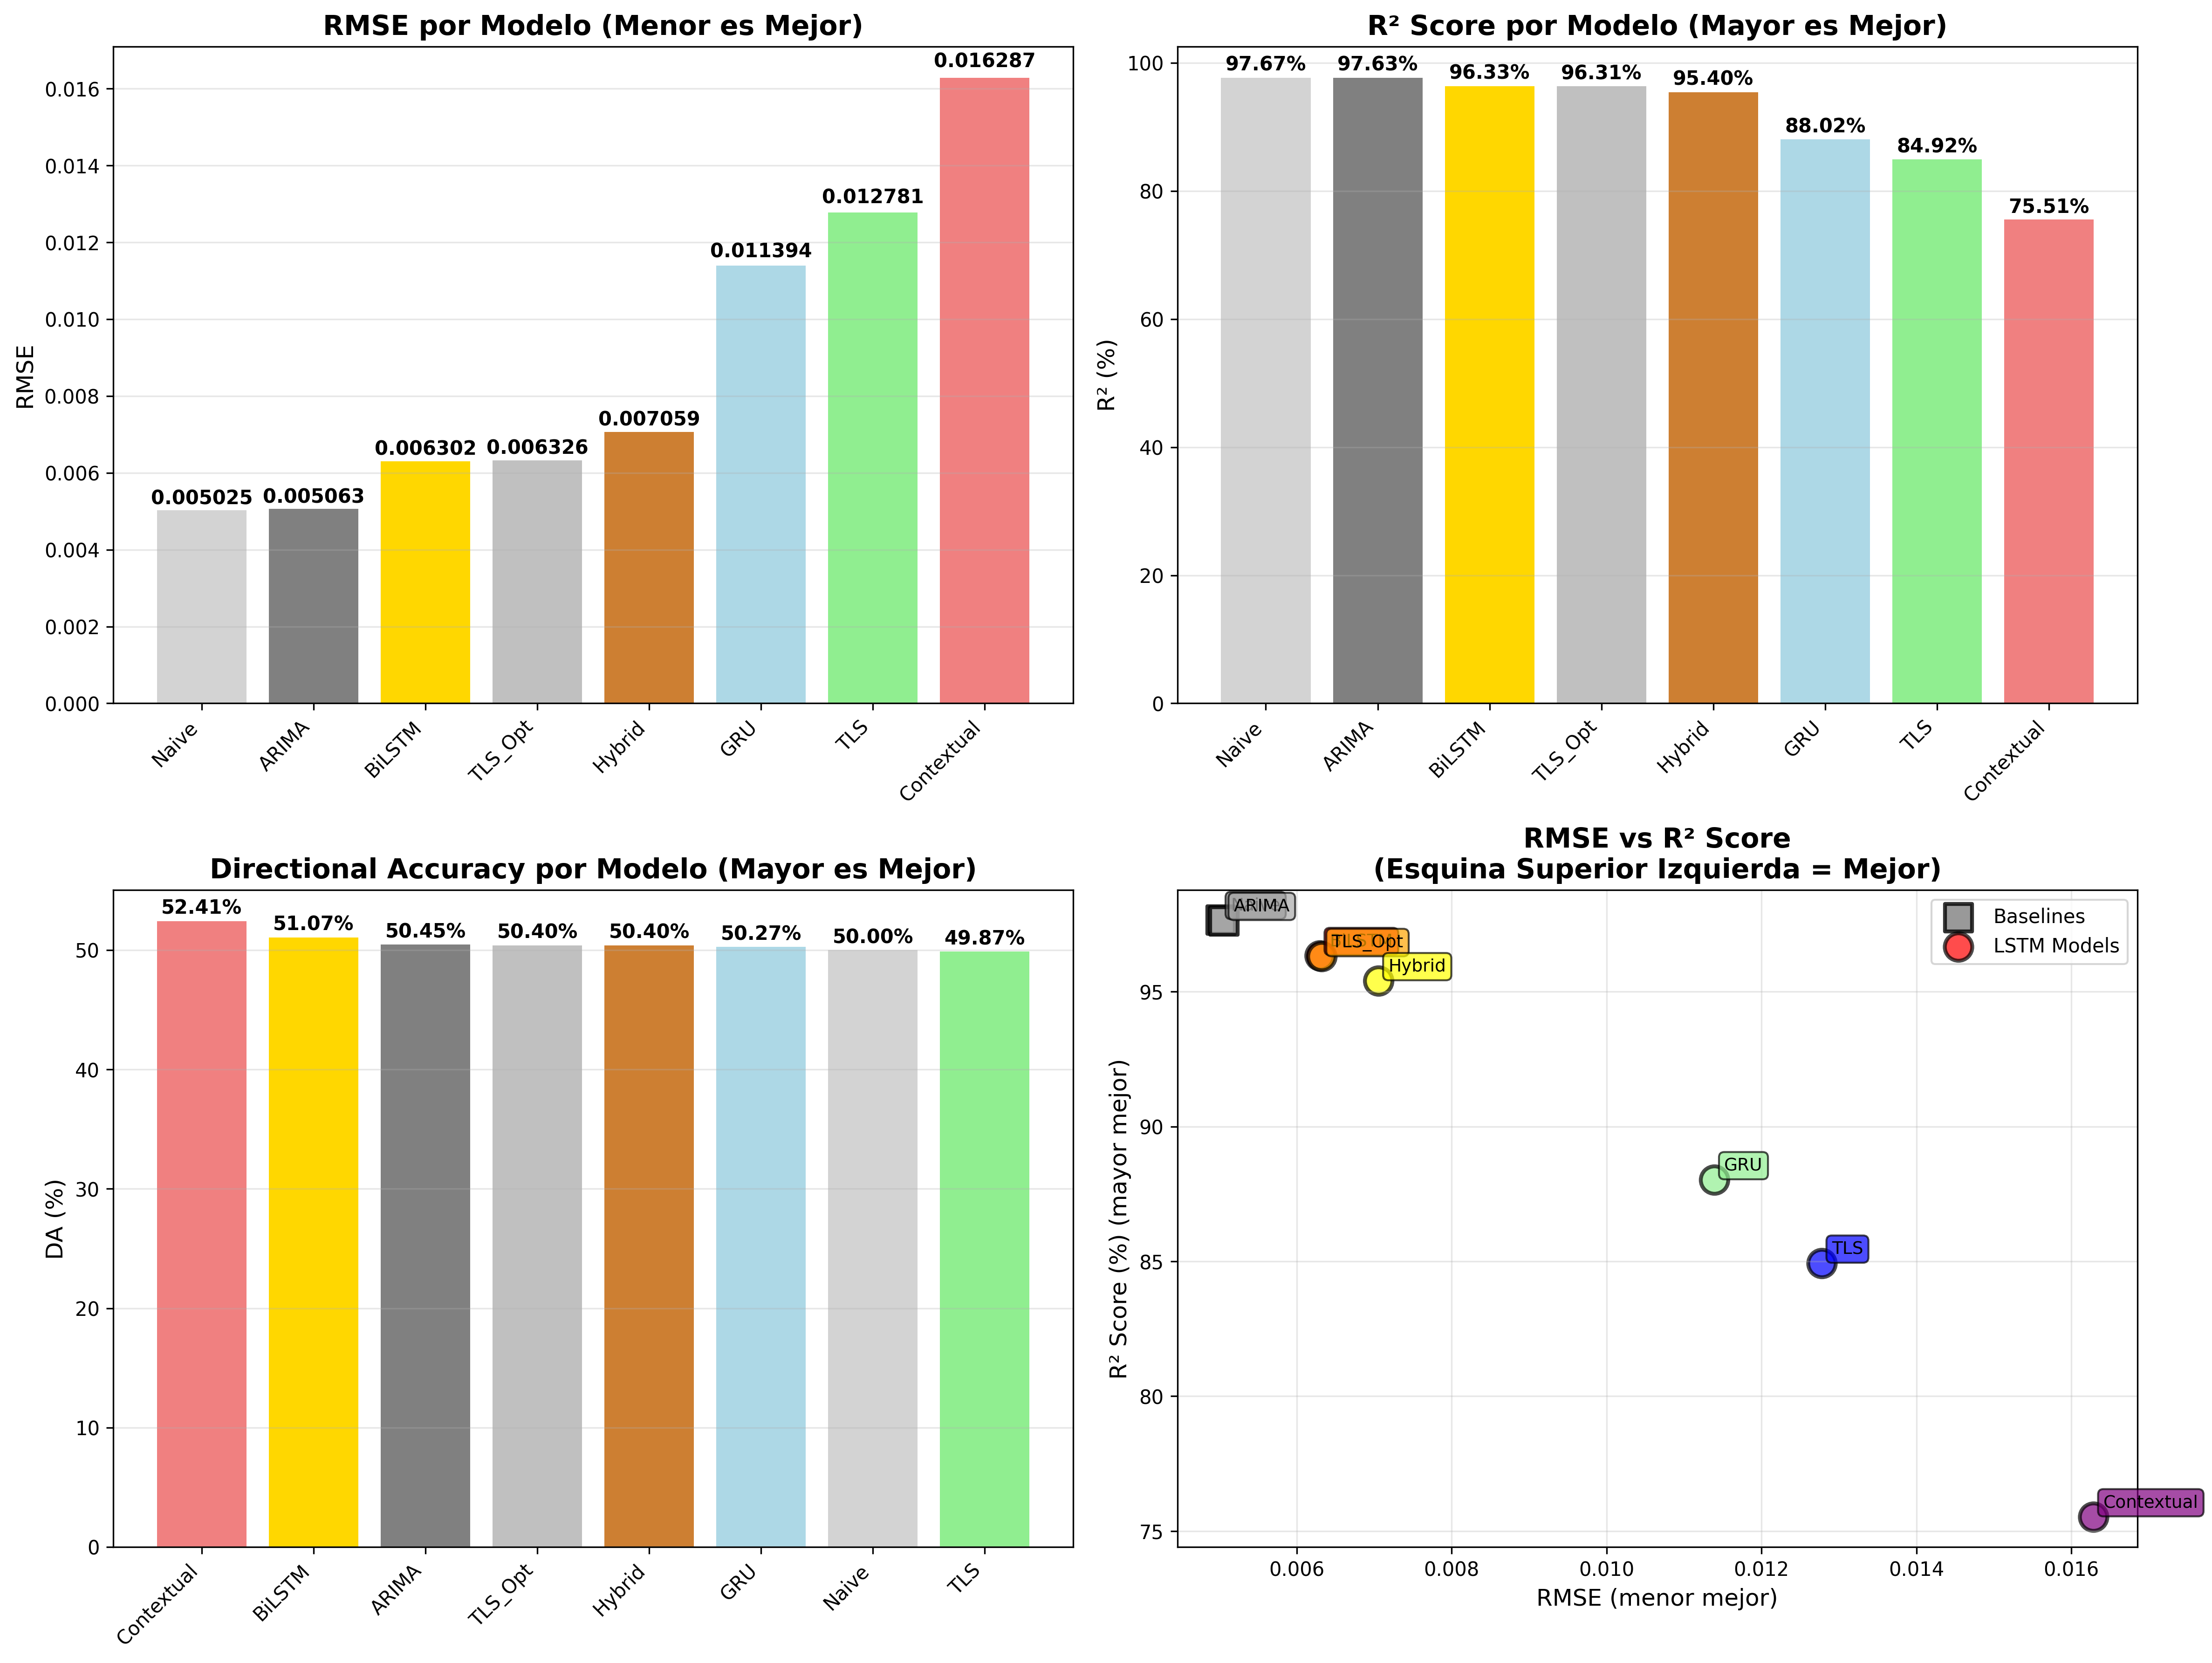 RMSE por Modelo (Menor es Mejor)
RMSE
0.016
0.014
0.012
0.010
0.008
0.006
0.004
0.002
0.000
0.005025
0.005063
0.006302
0.006326
0.007059
0.011394
0.012781
0.016287
Naive
ARIMA
BiLSTM
TLS_Opt
Hybrid
GRU
TLS
Contextual
R² Score por Modelo (Mayor es Mejor)
R² (%)
100
80
60
40
20
0
97.67%
97.63%
96.33%
96.31%
95.40%
88.02%
84.92%
75.51%
Naive
ARIMA
BiLSTM
TLS_Opt
Hybrid
GRU
TLS
Contextual
Directional Accuracy por Modelo (Mayor es Mejor)
DA (%)
50
40
30
20
10
0
52.41%
51.07%
50.45%
50.40%
50.40%
50.27%
50.00%
49.87%
Contextual
BiLSTM
ARIMA
TLS_Opt
Hybrid
GRU
Naive
TLS
RMSE vs R² Score
(Esquina Superior Izquierda = Mejor)
R² Score (%) (mayor mejor)
95
90
85
80
75
ARIMA
TLS_Opt
Hybrid
GRU
TLS
Contextual
Baselines
LSTM Models
0.006
0.008
0.010
0.012
0.014
0.016
RMSE (menor mejor)